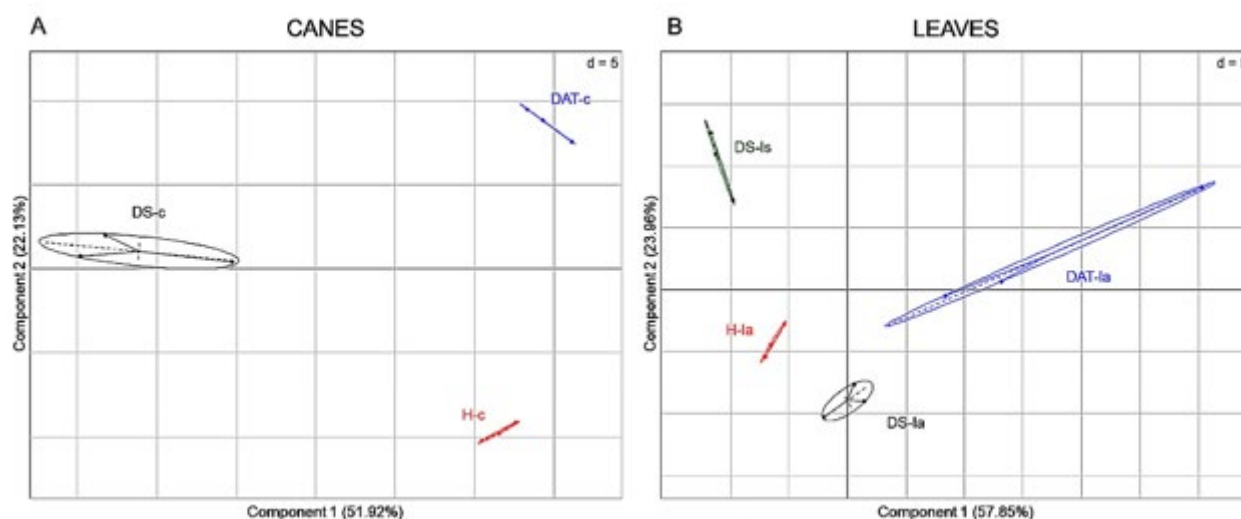 A
CANES
d = 5
DAT-c
DS-c
H-c
Component 2 (22.13%)
Component 1 (51.92%)
B
LEAVES
d =
DS-ls
DAT-la
H-la
DS-la
Component 2 (23.96%)
Component 1 (57.85%)